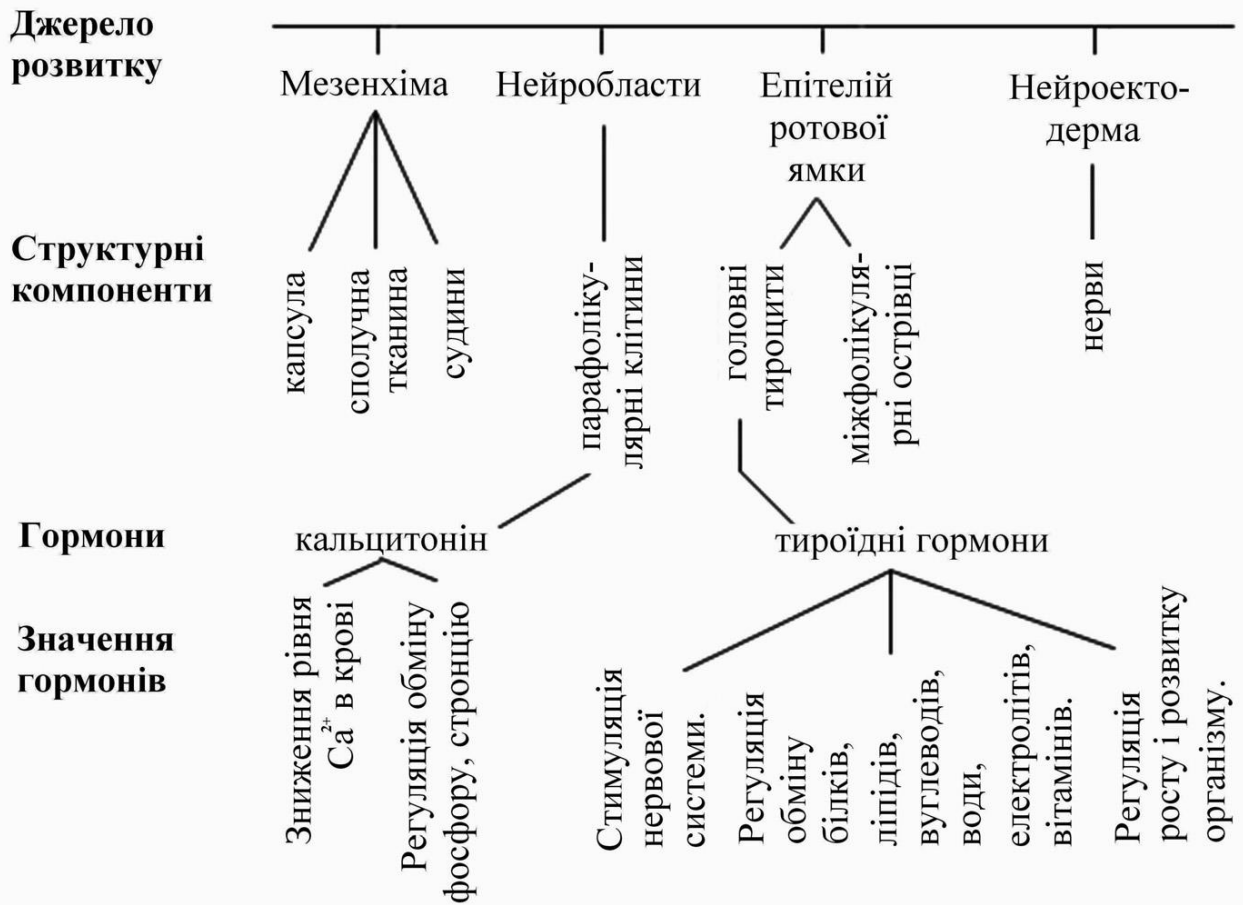 Джерело
розвитку
Мезенхіма
Нейробласти
Епітелій
ротової
ямки
Нейроекто-
дерма
Структурні
компоненти
капсула
сполучна
тканина
судини
парафоліку-
лярні клітини
головні
тироцити
міжфолікуля-
рні острівці
нерви
Гормони
кальцитонін
тироїдні гормони
Значення
гормонів
Зниження рівня
Ca²⁺ в крові
Регуляція обміну
фосфору, стронцію
Стимуляція
нервової
системи.
Регуляція
обміну
білків,
ліпідів,
вуглеводів,
води,
електролітів,
вітамінів.
Регуляція
росту і розвитку
організму.